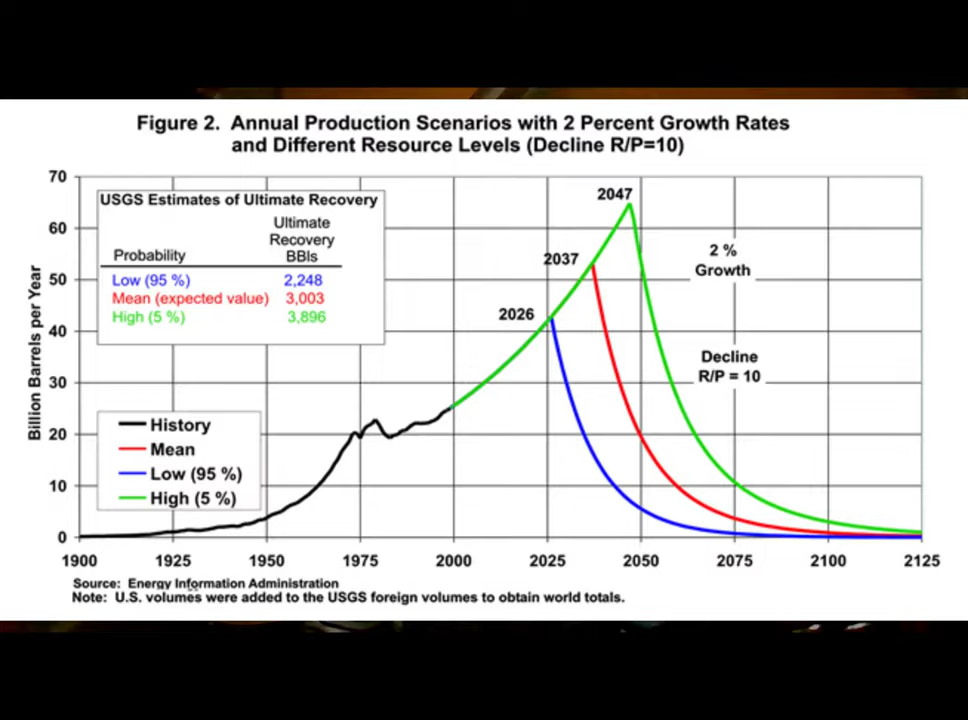 Figure 2. Annual Production Scenarios with 2 Percent Growth Rates
and Different Resource Levels (Decline R/P=10)
Billion Barrels per Year
70
60
50
40
30
20
10
0
USGS Estimates of Ultimate Recovery
Probability
Ultimate
Recovery
BBls
Low (95 %) 2,248
Mean (expected value) 3,003
High (5 %) 3,896
2047
2037
2026
2 %
Growth
Decline
R/P = 10
History
Mean
Low (95 %)
High (5 %)
1900 1925 1950 1975 2000 2025 2050 2075 2100 2125
Source: Energy Information Administration
Note: U.S. volumes were added to the USGS foreign volumes to obtain world totals.